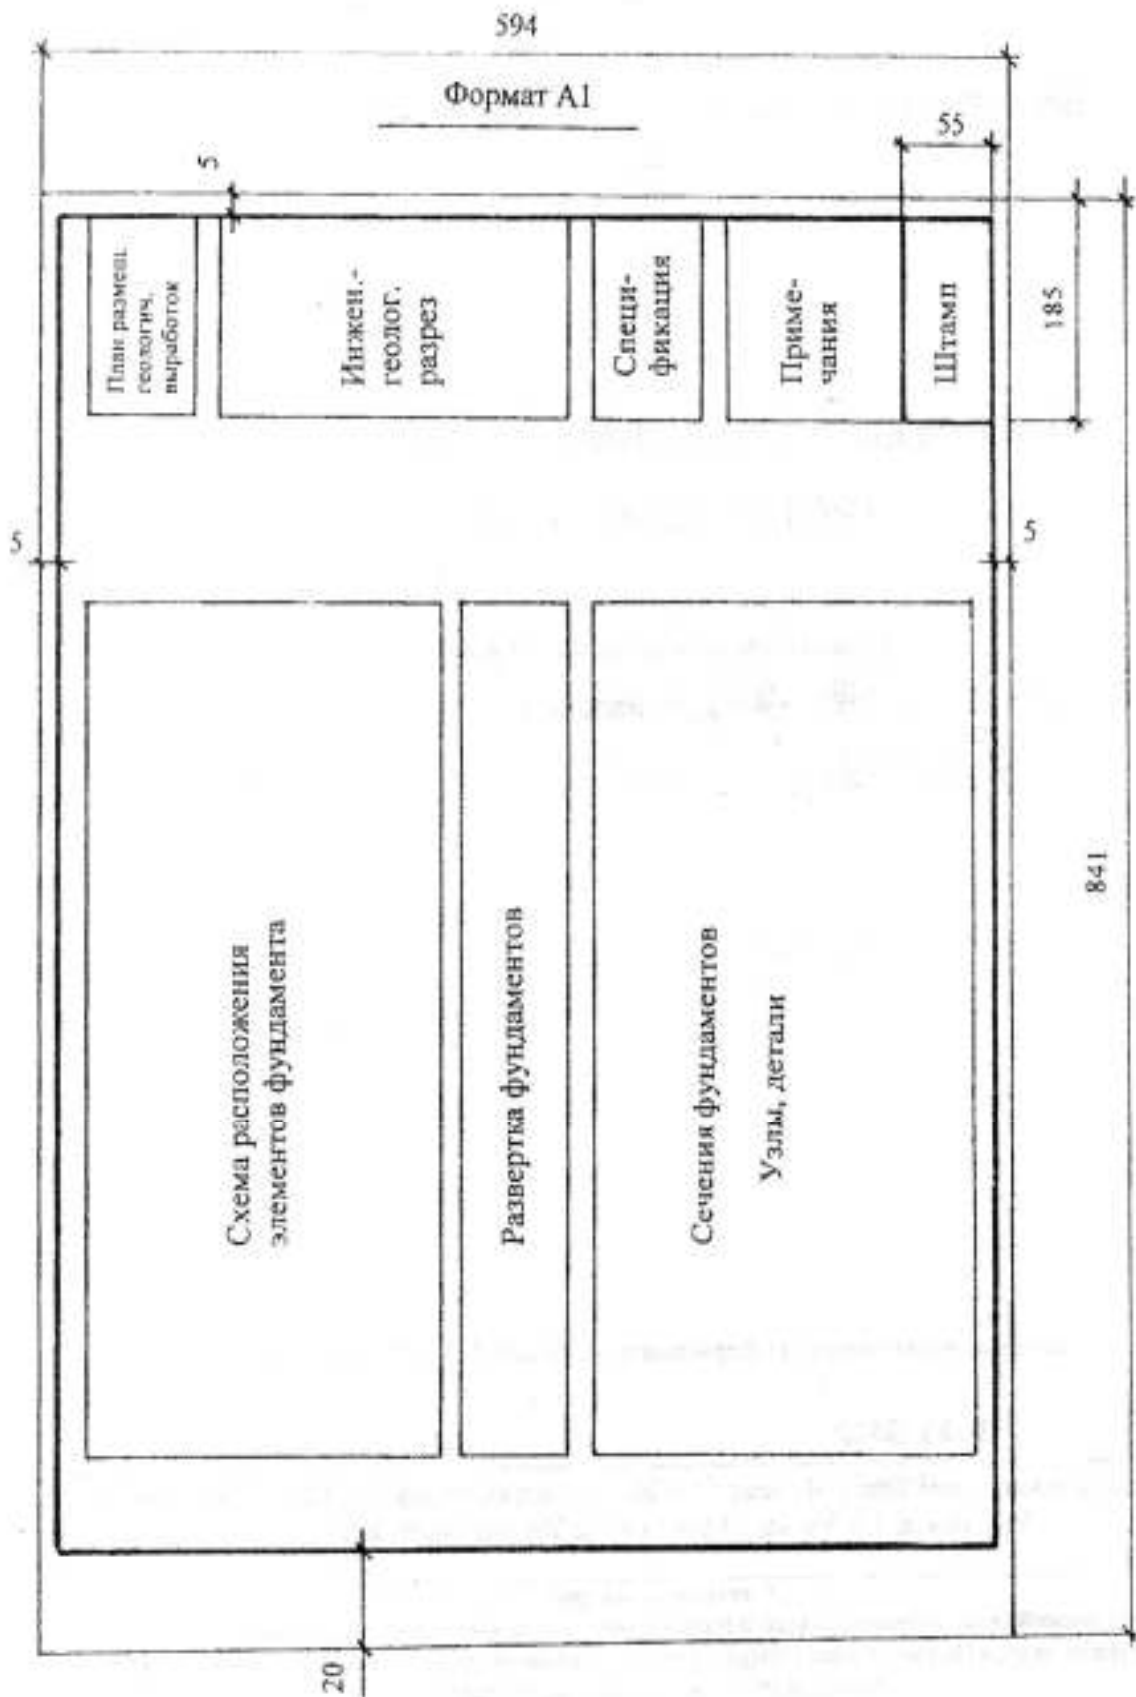 594
Формат А1
55
5
План размещ.
геологич.
выработок
Инжен.-
геолог.
разрез
Специ-
фикация
Приме-
чания
Штамп
185
5
5
Схема расположения
элементов фундамента
Развертка фундаментов
Сечения фундаментов
Узлы, детали
841
20